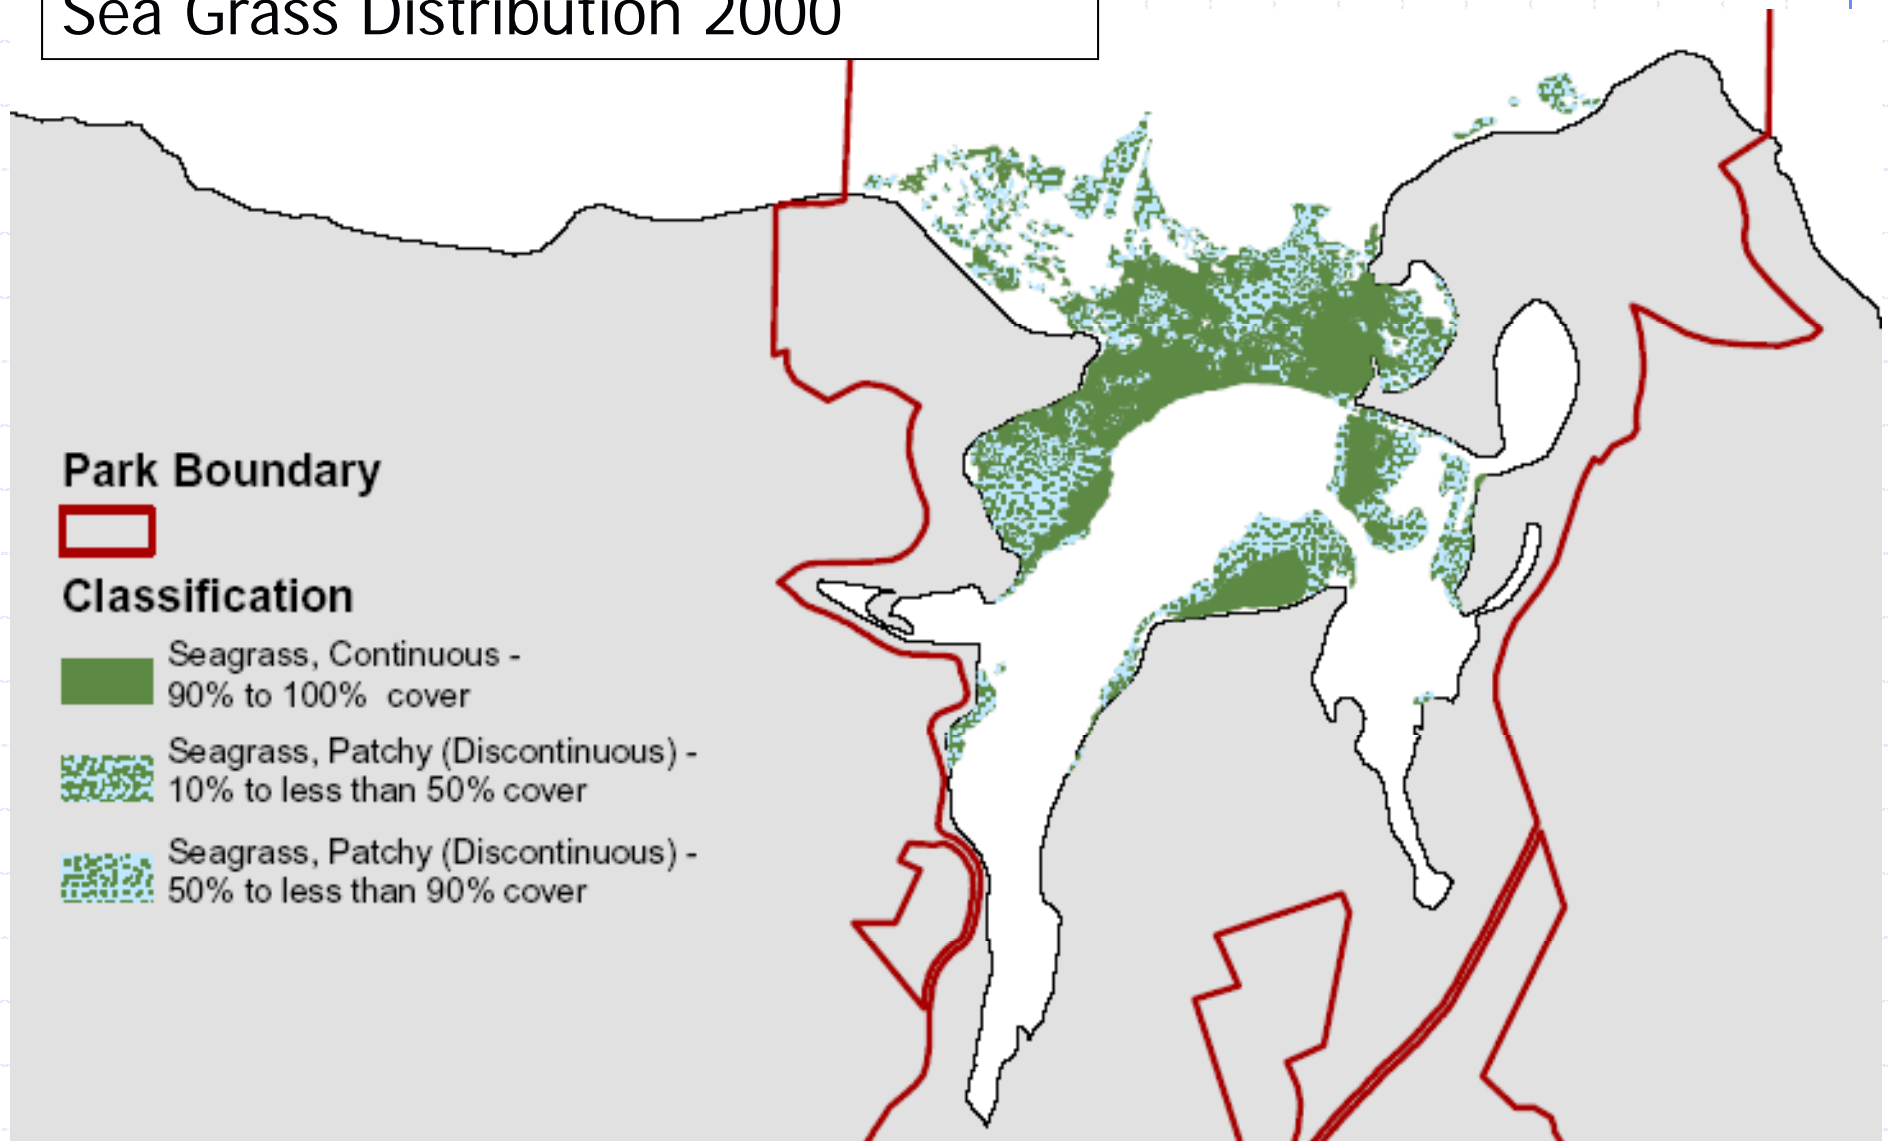 Sea Grass Distribution 2000
Park Boundary
Classification
Seagrass, Continuous -
90% to 100% cover
Seagrass, Patchy (Discontinuous) -
10% to less than 50% cover
Seagrass, Patchy (Discontinuous) -
50% to less than 90% cover